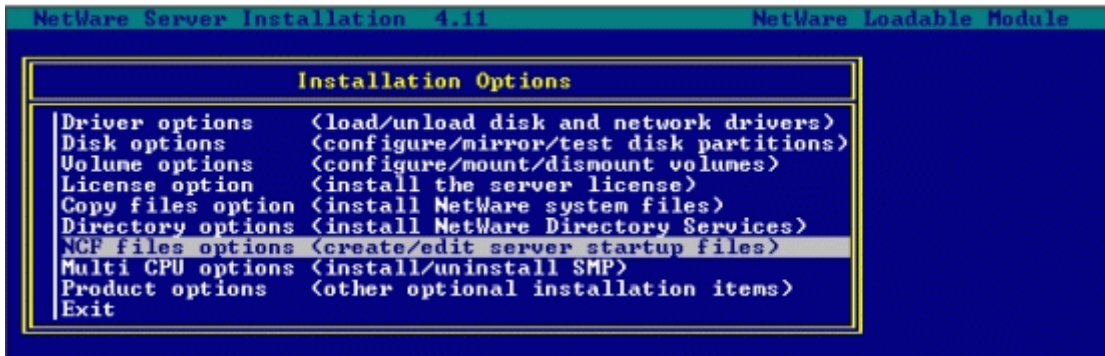 NetWare Server Installation 4.11 NetWare Loadable Module
Installation Options
Driver options (load/unload disk and network drivers)
Disk options (configure/mirror/test disk partitions)
Volume options (configure/mount/dismount volumes)
License option (install the server license)
Copy files option (install NetWare system files)
Directory options (install NetWare Directory Services)
NCF files options (create/edit server startup files)
Multi CPU options (install/uninstall SMP)
Product options (other optional installation items)
Exit